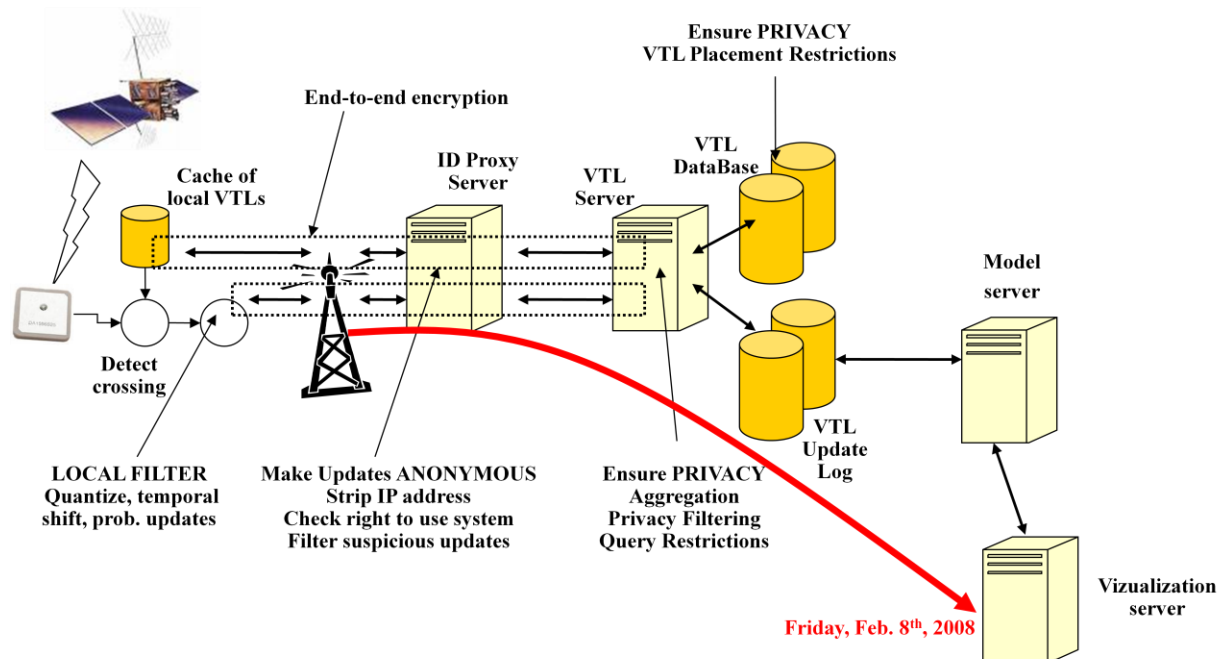 Ensure PRIVACY
VTL Placement Restrictions
End-to-end encryption
Cache of
local VTLs
ID Proxy
Server
VTL
Server
VTL
DataBase
Model
server
Detect
crossing
VTL
Update
Log
LOCAL FILTER
Quantize, temporal
shift, prob. updates
Make Updates ANONYMOUS
Strip IP address
Check right to use system
Filter suspicious updates
Ensure PRIVACY
Aggregation
Privacy Filtering
Query Restrictions
Vizualization
server
Friday, Feb. 8th, 2008